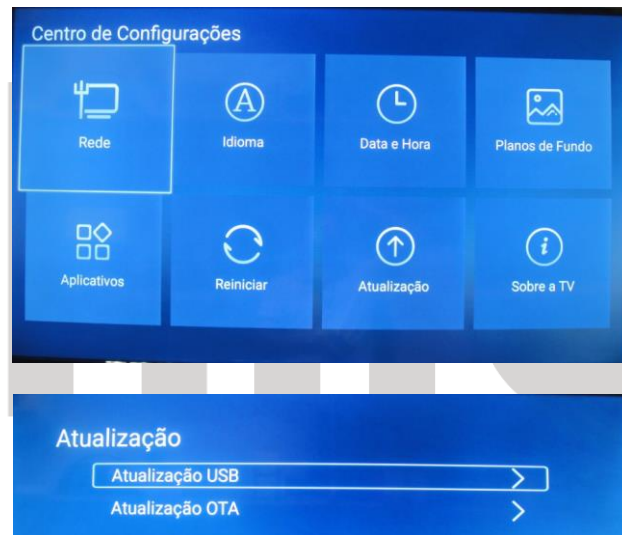 Centro de Configurações
Rede
Idioma
Data e Hora
Planos de Fundo
Aplicativos
Reiniciar
Atualização
Sobre a TV
Atualização
Atualização USB
Atualização OTA